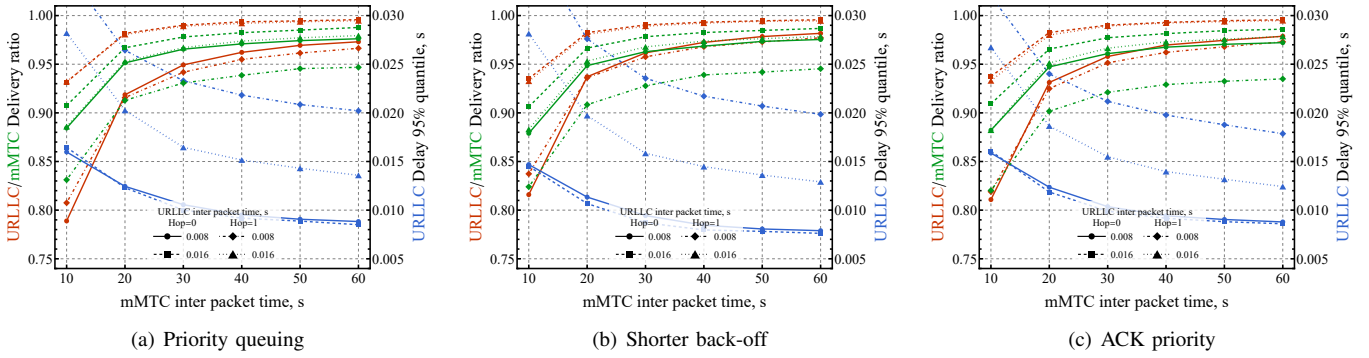 URLLC/mMTC Delivery ratio
1.00
0.95
0.90
0.85
0.80
0.75
0.030
0.025
0.020
0.015
0.010
0.005
URLLC Delay 95% quantile, s
URLLC inter packet time, s
Hop=0 Hop=1
0.008 0.008
0.016 0.016
10 20 30 40 50 60
mMTC inter packet time, s
(a) Priority queuing
URLLC/mMTC Delivery ratio
1.00
0.95
0.90
0.85
0.80
0.75
0.030
0.025
0.020
0.015
0.010
0.005
URLLC Delay 95% quantile, s
URLLC inter packet time, s
Hop=0 Hop=1
0.008 0.008
0.016 0.016
10 20 30 40 50 60
mMTC inter packet time, s
(b) Shorter back-off
URLLC/mMTC Delivery ratio
1.00
0.95
0.90
0.85
0.80
0.75
0.030
0.025
0.020
0.015
0.010
0.005
URLLC Delay 95% quantile, s
URLLC inter packet time, s
Hop=0 Hop=1
0.008 0.008
0.016 0.016
10 20 30 40 50 60
mMTC inter packet time, s
(c) ACK priority